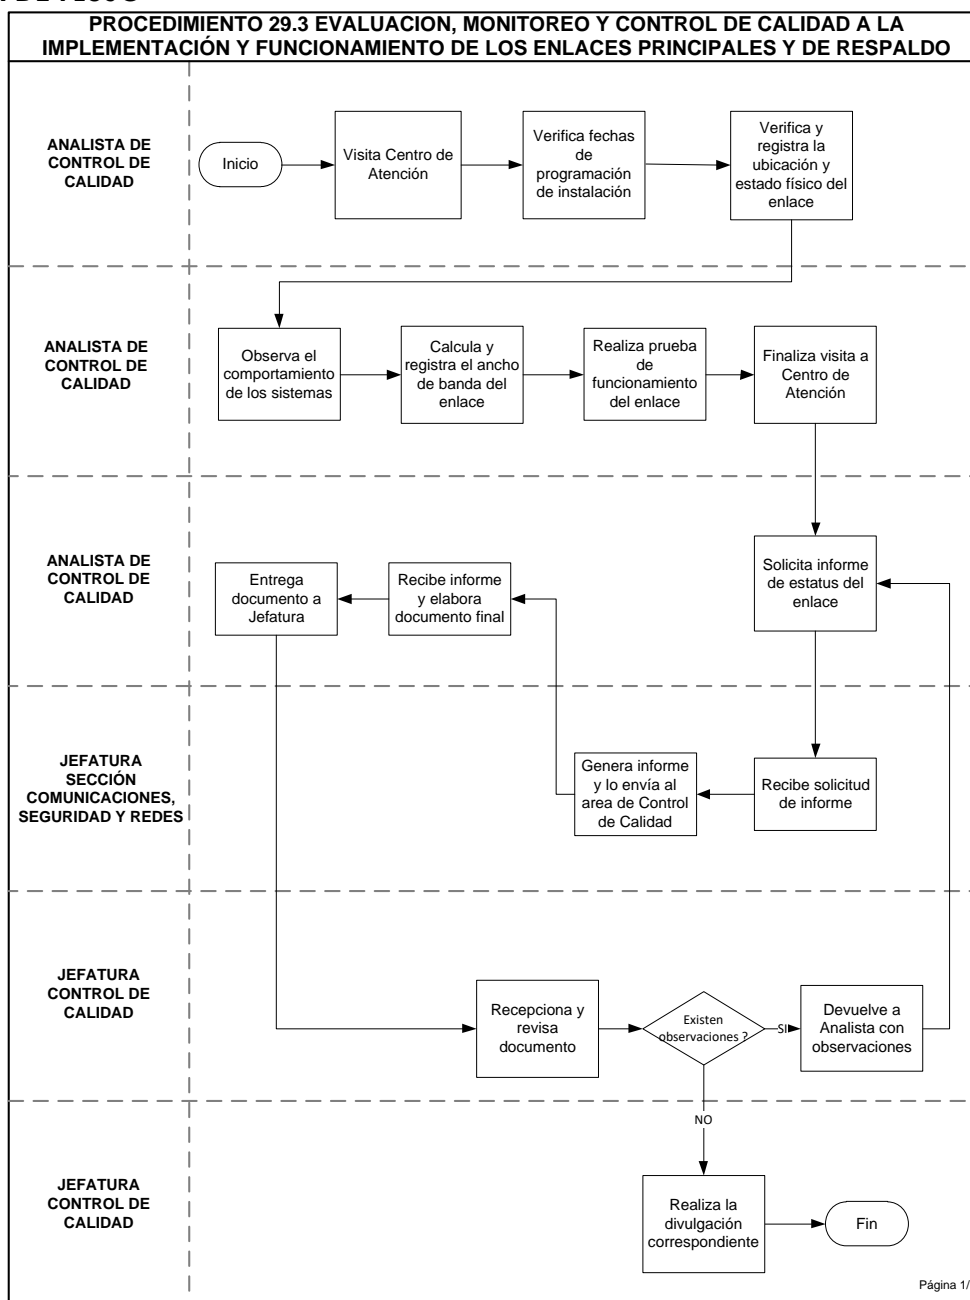 PROCEDIMIENTO 29.3 EVALUACION, MONITOREO Y CONTROL DE CALIDAD A LA
IMPLEMENTACIÓN Y FUNCIONAMIENTO DE LOS ENLACES PRINCIPALES Y DE RESPALDO
ANALISTA DE
CONTROL DE
CALIDAD
Inicio
Visita Centro de
Atención
Verifica fechas
de
programación
de instalación
Verifica y
registra la
ubicación y
estado físico del
enlace
ANALISTA DE
CONTROL DE
CALIDAD
Observa el
comportamiento
de los sistemas
Calcula y
registra el ancho
de banda del
enlace
Realiza prueba
de
funcionamiento
del enlace
Finaliza visita a
Centro de
Atención
ANALISTA DE
CONTROL DE
CALIDAD
Entrega
documento a
Jefatura
Recibe informe
y elabora
documento final
Solicita informe
de estatus del
enlace
JEFATURA
SECCIÓN
COMUNICACIONES,
SEGURIDAD Y REDES
Genera informe
y lo envía al
area de Control
de Calidad
Recibe solicitud
de informe
JEFATURA
CONTROL DE
CALIDAD
Recepciona y
revisa
documento
Existen
observaciones ?
SI
Devuelve a
Analista con
observaciones
NO
JEFATURA
CONTROL DE
CALIDAD
Realiza la
divulgación
correspondiente
Fin
Página 1/